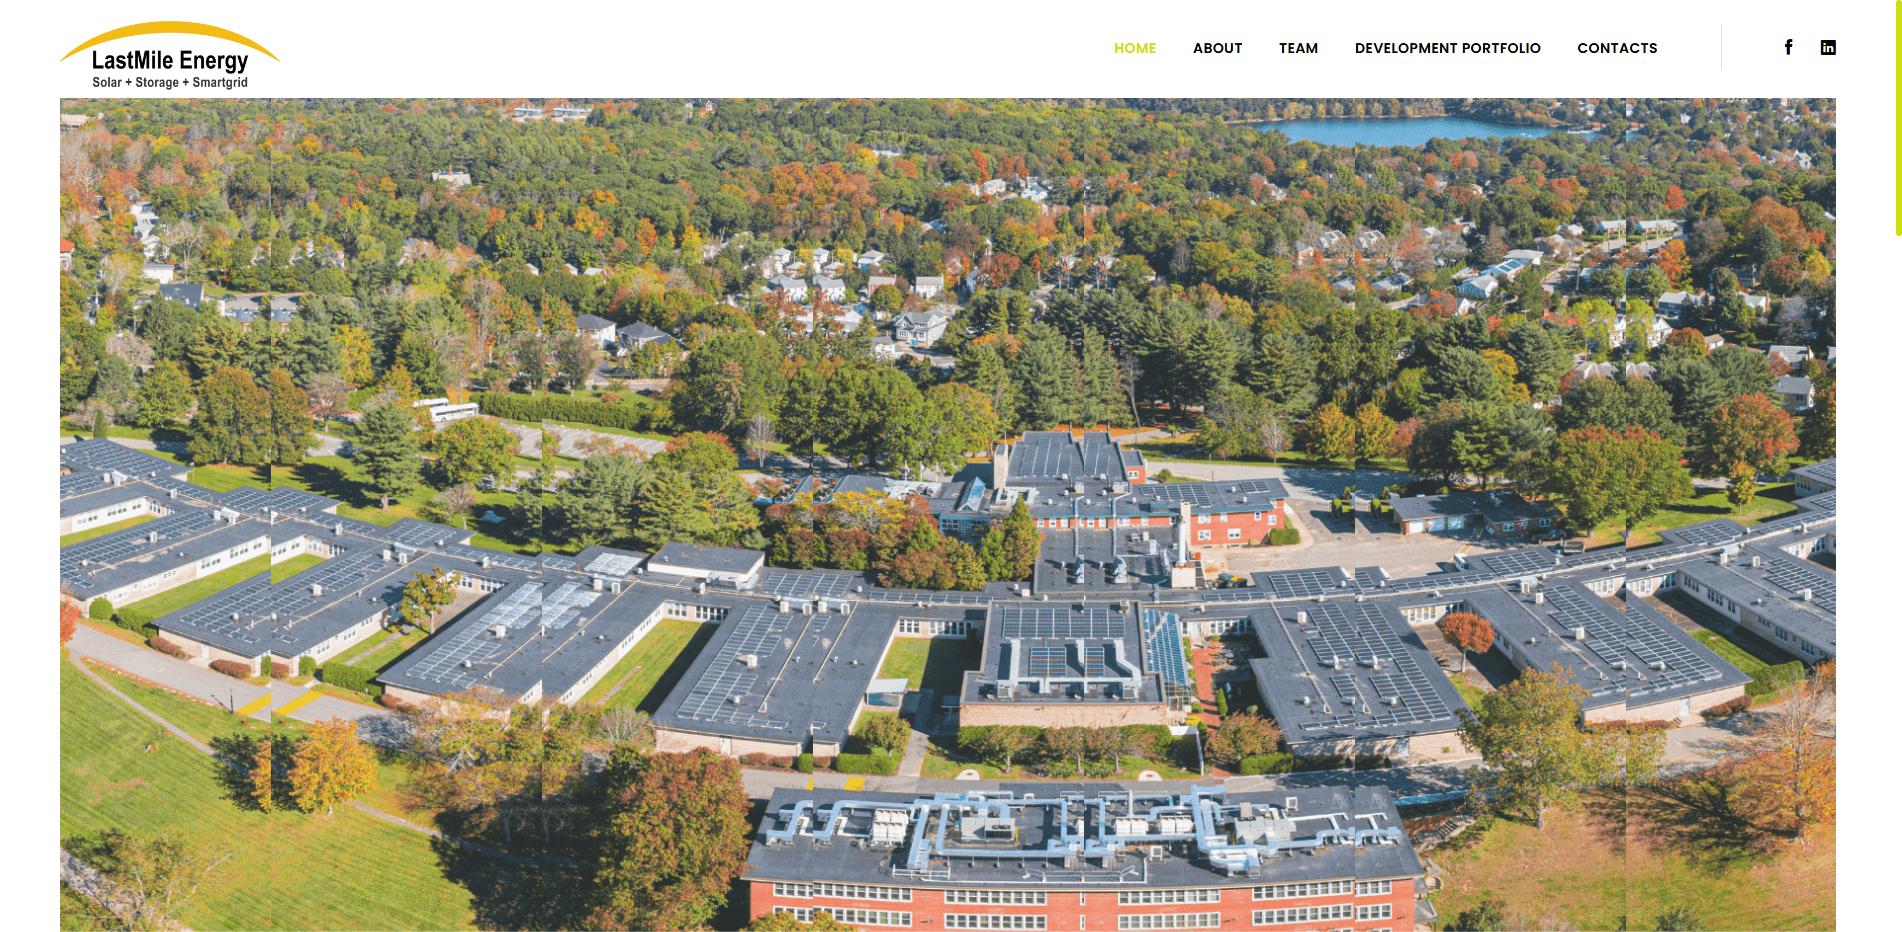 LastMile Energy
Solar + Storage + Smartgrid
HOME ABOUT TEAM DEVELOPMENT PORTFOLIO CONTACTS